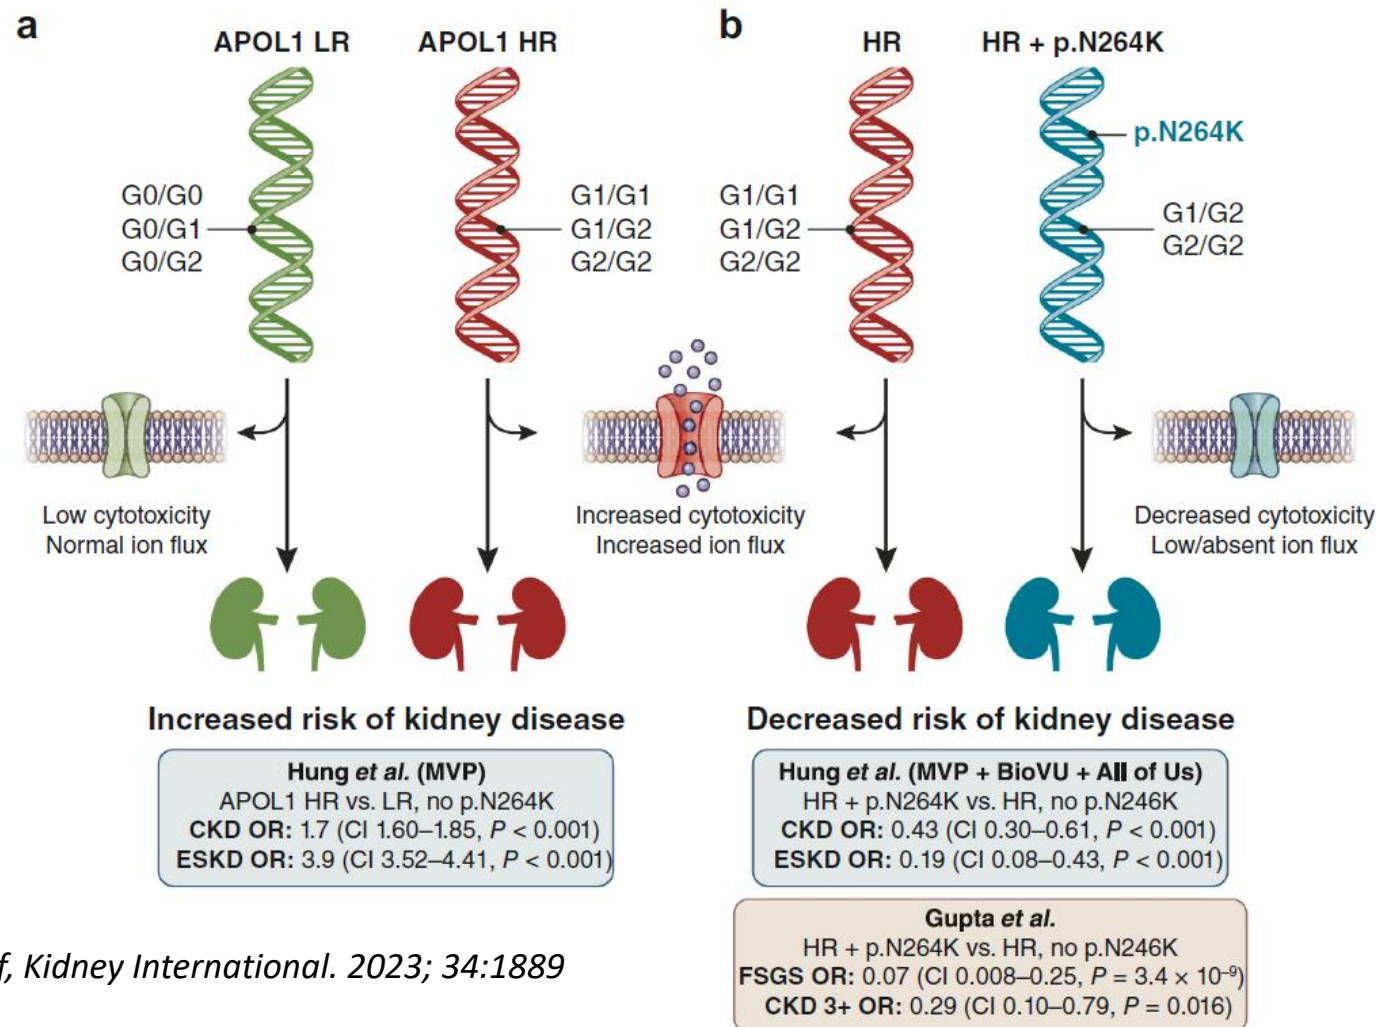 a
APOL1 LR
APOL1 HR
G0/G0
G0/G1
G0/G2
G1/G1
G1/G2
G2/G2
Low cytotoxicity
Normal ion flux
Increased cytotoxicity
Increased ion flux
Increased risk of kidney disease
Hung et al. (MVP)
APOL1 HR vs. LR, no p.N264K
CKD OR: 1.7 (CI 1.60–1.85, P < 0.001)
ESKD OR: 3.9 (CI 3.52–4.41, P < 0.001)
b
HR
HR + p.N264K
p.N264K
G1/G1
G1/G2
G2/G2
G1/G2
G2/G2
Decreased cytotoxicity
Low/absent ion flux
Decreased risk of kidney disease
Hung et al. (MVP + BioVU + All of Us)
HR + p.N264K vs. HR, no p.N246K
CKD OR: 0.43 (CI 0.30–0.61, P < 0.001)
ESKD OR: 0.19 (CI 0.08–0.43, P < 0.001)
Gupta et al.
HR + p.N264K vs. HR, no p.N246K
FSGS OR: 0.07 (CI 0.008–0.25, P = 3.4 × 10⁻⁹)
CKD 3+ OR: 0.29 (CI 0.10–0.79, P = 0.016)
f, Kidney International. 2023; 34:1889